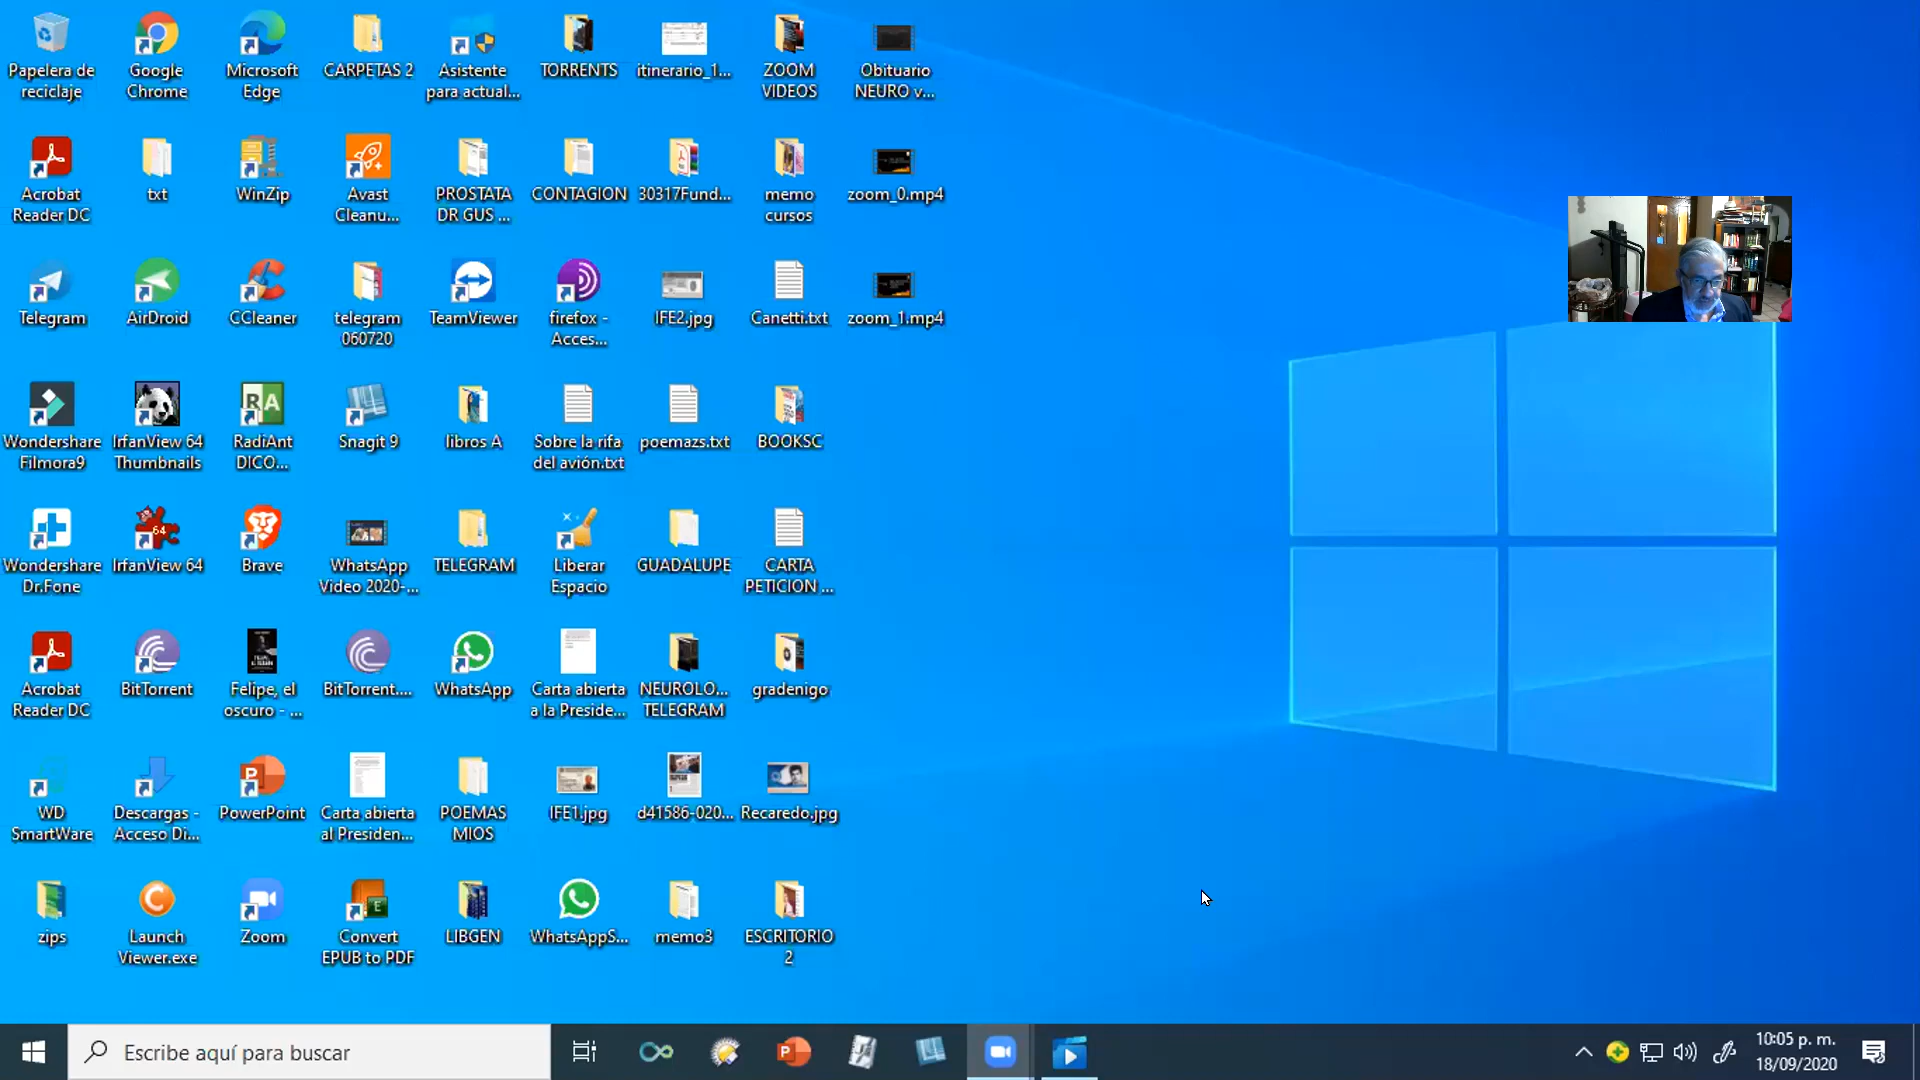 Papelera de
reciclaje
Google
Chrome
Microsoft
Edge
CARPETAS 2
Asistente
para actual...
TORRENTS
itinerario_1...
ZOOM
VIDEOS
Obituario
NEURO v...
Acrobat
Reader DC
txt
WinZip
Avast
Cleanu...
PROSTATA
DR GUS ...
CONTAGION
30317Fund...
memo
cursos
zoom_0.mp4
Telegram
AirDroid
CCleaner
telegram
060720
TeamViewer
firefox -
Acces...
IFE2.jpg
Canetti.txt
zoom_1.mp4
Wondershare
Filmora9
IrfanView 64
Thumbnails
RadiAnt
DICO...
Snagit 9
libros A
Sobre la rifa
del avión.txt
poemazs.txt
BOOKSC
Wondershare
Dr.Fone
IrfanView 64
Brave
WhatsApp
Video 2020-...
TELEGRAM
Liberar
Espacio
GUADALUPE
CARTA
PETICION ...
Acrobat
Reader DC
BitTorrent
Felipe, el
oscuro - ...
BitTorrent....
WhatsApp
Carta abierta
a la Preside...
NEUROLO...
TELEGRAM
gradenigo
WD
SmartWare
Descargas -
Acceso Di...
PowerPoint
Carta abierta
al Presiden...
POEMAS
MIOS
IFE1.jpg
d41586-020...
Recaredo.jpg
zips
Launch
Viewer.exe
Zoom
Convert
EPUB to PDF
LIBGEN
WhatsAppS...
memo3
ESCRITORIO
2
Escribe aquí para buscar
10:05 p. m.
18/09/2020